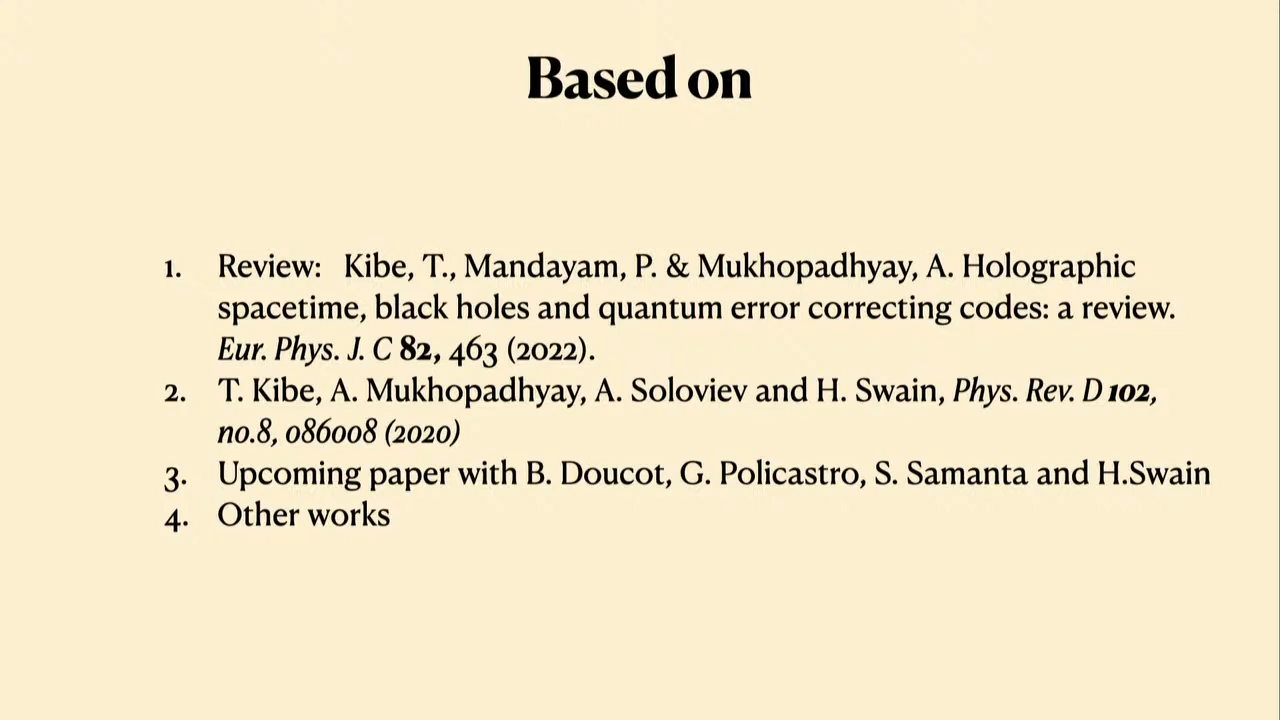 Based on
1. Review: Kibe, T., Mandayam, P. & Mukhopadhyay, A. Holographic
spacetime, black holes and quantum error correcting codes: a review.
Eur. Phys. J. C 82, 463 (2022).
2. T. Kibe, A. Mukhopadhyay, A. Soloviev and H. Swain, Phys. Rev. D 102,
no.8, 086008 (2020)
3. Upcoming paper with B. Doucot, G. Policastro, S. Samanta and H.Swain
4. Other works